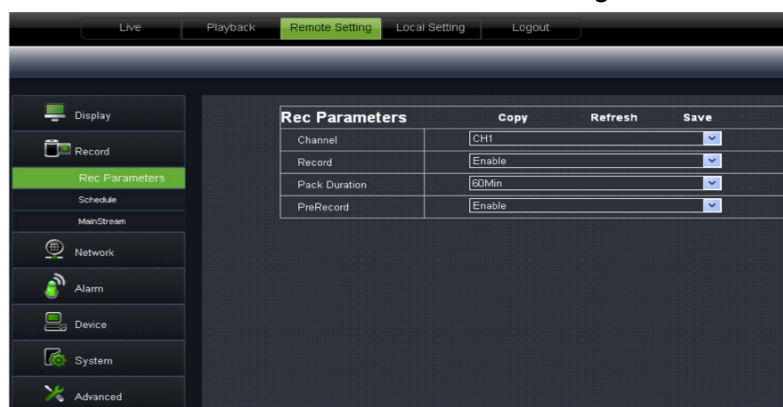 Live Playback Remote Setting Local Setting Logout
Display
Record
Rec Parameters
Schedule
MainStream
Network
Alarm
Device
System
Advanced
Rec Parameters Copy Refresh Save
Channel CH1
Record Enable
Pack Duration 60Min
PreRecord Enable